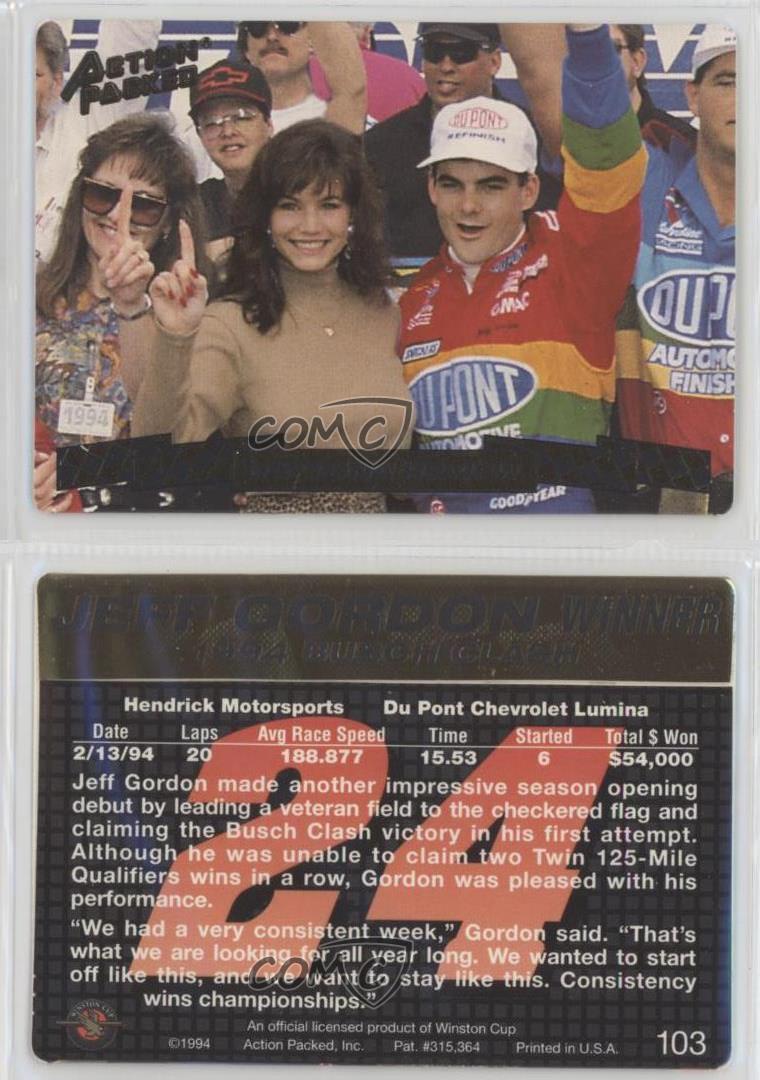 ACTION
PACKED
DU PONT
REFINISH
GMAC
DU PONT
AUTOMOTIVE
GOODYEAR
DUPO
AUTOMO
FINISH
1994
COMC
JEFF GORDON WINNER
1994 BUSCH CLASH
Hendrick Motorsports Du Pont Chevrolet Lumina
Date Laps Avg Race Speed Time Started Total $ Won
2/13/94 20 188.877 15.53 6 $54,000
24
Jeff Gordon made another impressive season opening
debut by leading a veteran field to the checkered flag and
claiming the Busch Clash victory in his first attempt.
Although he was unable to claim two Twin 125-Mile
Qualifiers wins in a row, Gordon was pleased with his
performance.
“We had a very consistent week,” Gordon said. “That’s
what we are looking for all year long. We wanted to start
off like this, and we want to stay like this. Consistency
wins championships.”
COMC
WINSTON CUP
An official licensed product of Winston Cup
©1994 Action Packed, Inc. Pat. #315,364 Printed in U.S.A. 103